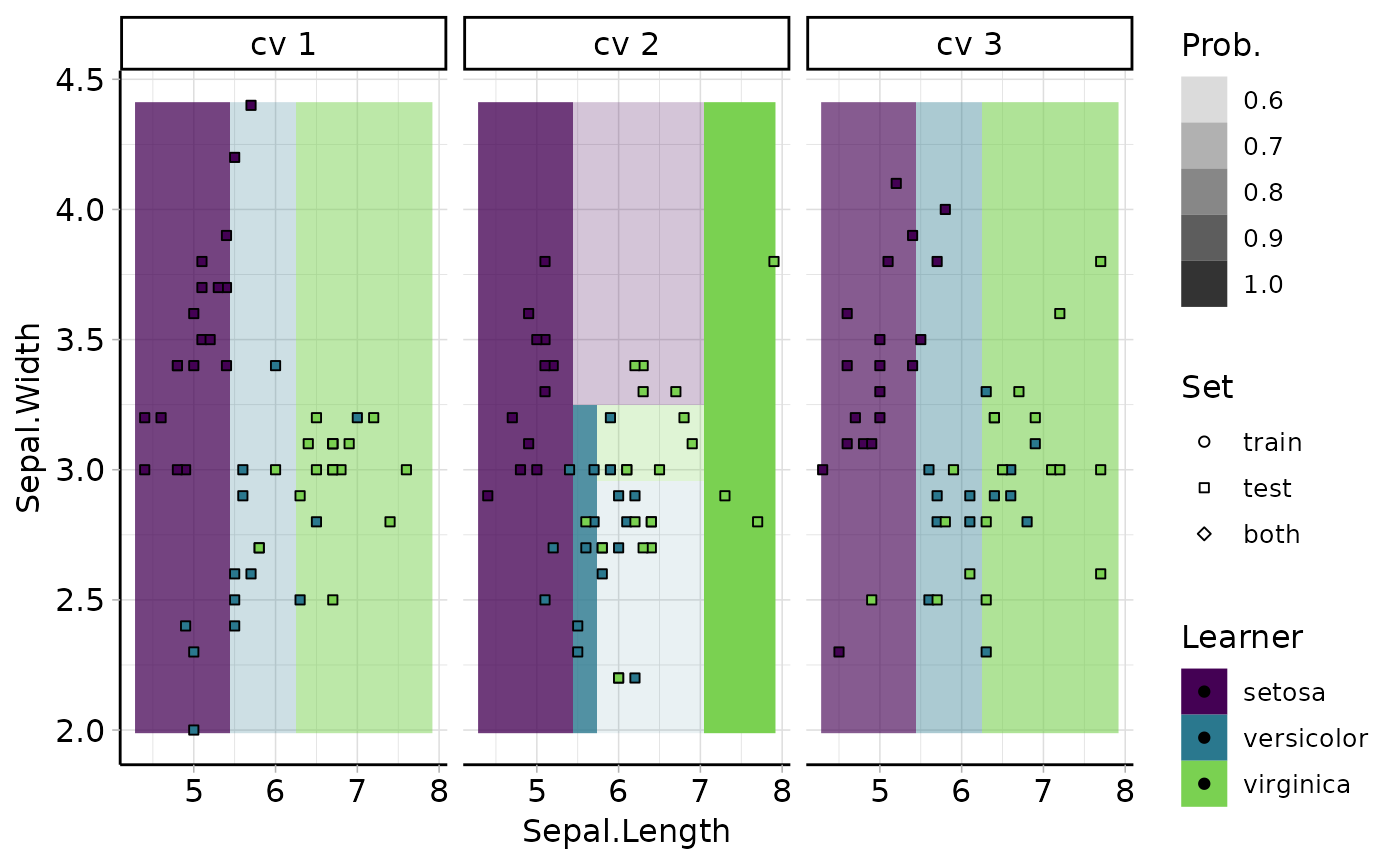 cv 1
cv 2
cv 3
Sepal.Width
4.5
4.0
3.5
3.0
2.5
2.0
5 6 7 8
5 6 7 8
5 6 7 8
Sepal.Length
Prob.
0.6
0.7
0.8
0.9
1.0
Set
train
test
both
Learner
setosa
versicolor
virginica